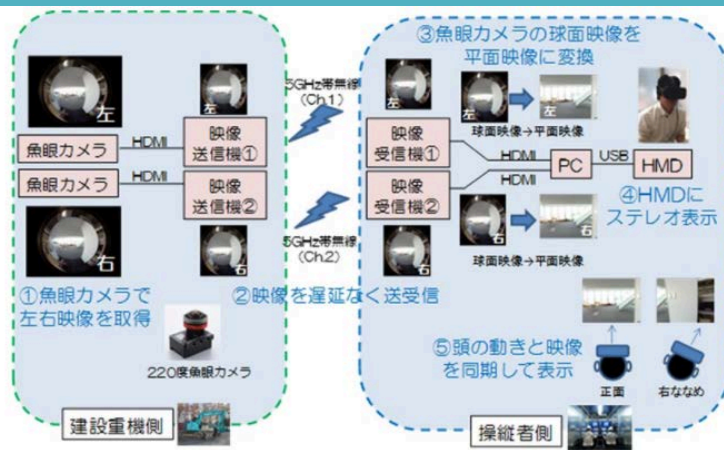 左
魚眼カメラ
HDMI
左
映像
送信機①
魚眼カメラ
HDMI
映像
送信機②
右
右
①魚眼カメラで
左右映像を取得
220度魚眼カメラ
建設重機側
5GHz帯無線
(Ch.1)
5GHz帯無線
(Ch.2)
②映像を遅延なく送受信
③魚眼カメラの球面映像を
平面映像に変換
左
左
左
球面映像→平面映像
映像
受信機①
HDMI
映像
受信機②
HDMI
PC
USB
HMD
④HMDに
ステレオ表示
右
右
右
球面映像→平面映像
⑤頭の動きと映像
を同期して表示
正面
右ななめ
操縦者側